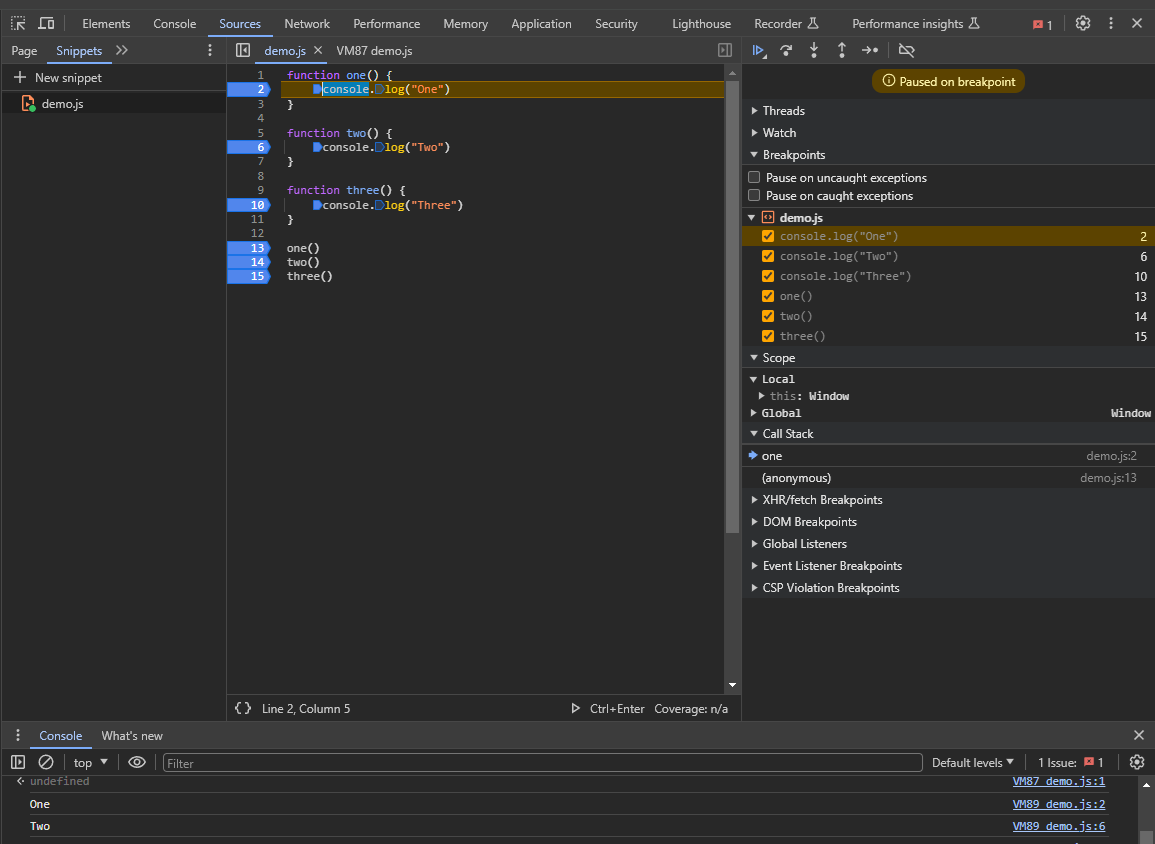 Elements Console Sources Network Performance Memory Application Security Lighthouse Recorder Performance insights 1
Page Snippets
New snippet
demo.js
demo.js VM87 demo.js
1 function one() {
2 console.log("One")
3 }
4
5 function two() {
6 console.log("Two")
7 }
8
9 function three() {
10 console.log("Three")
11 }
12
13 one()
14 two()
15 three()
{} Line 2, Column 5 Ctrl+Enter Coverage: n/a
Paused on breakpoint
Threads
Watch
Breakpoints
Pause on uncaught exceptions
Pause on caught exceptions
demo.js
console.log("One") 2
console.log("Two") 6
console.log("Three") 10
one() 13
two() 14
three() 15
Scope
Local
this: Window
Global Window
Call Stack
one demo.js:2
(anonymous) demo.js:13
XHR/fetch Breakpoints
DOM Breakpoints
Global Listeners
Event Listener Breakpoints
CSP Violation Breakpoints
Console What's new
top Filter Default levels 1 Issue: 1
undefined VM87 demo.js:1
One VM89 demo.js:2
Two VM89 demo.js:6